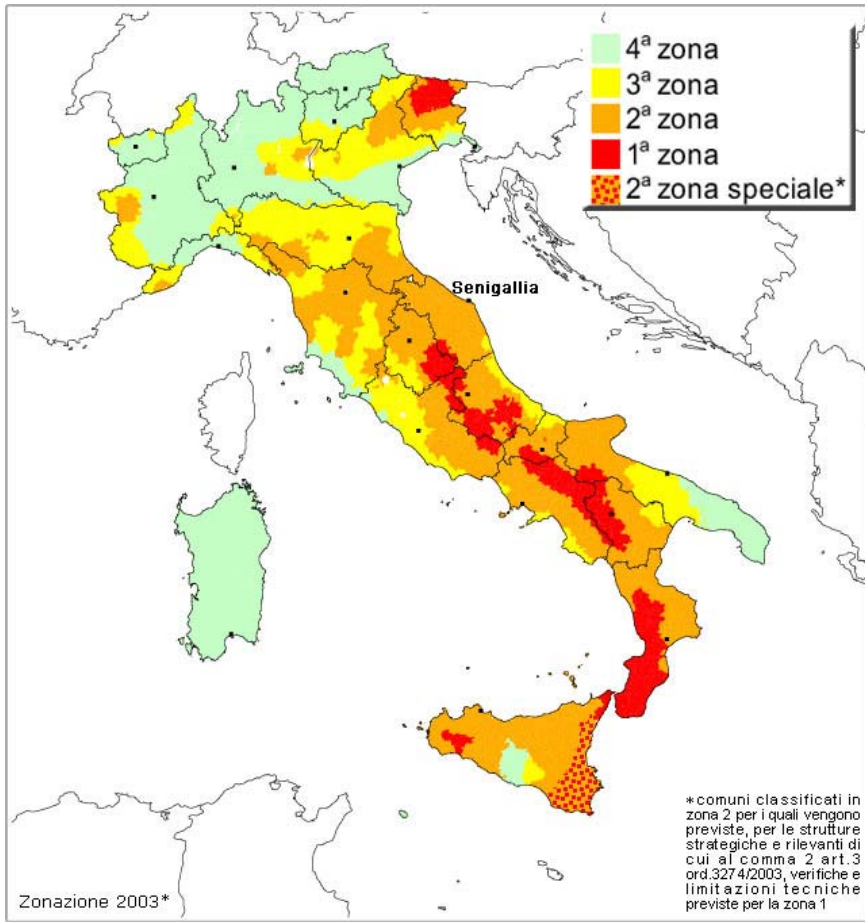 4ª zona
3ª zona
2ª zona
1ª zona
2ª zona speciale*
Senigallia
*comuni classificati in
zona 2 per i quali vengono
previste, per le strutture
strategiche e rilevanti di
cui al comma 2 art.3
ord.3274/2003, verifiche e
limitazioni tecniche
previste per la zona 1
Zonazione 2003*